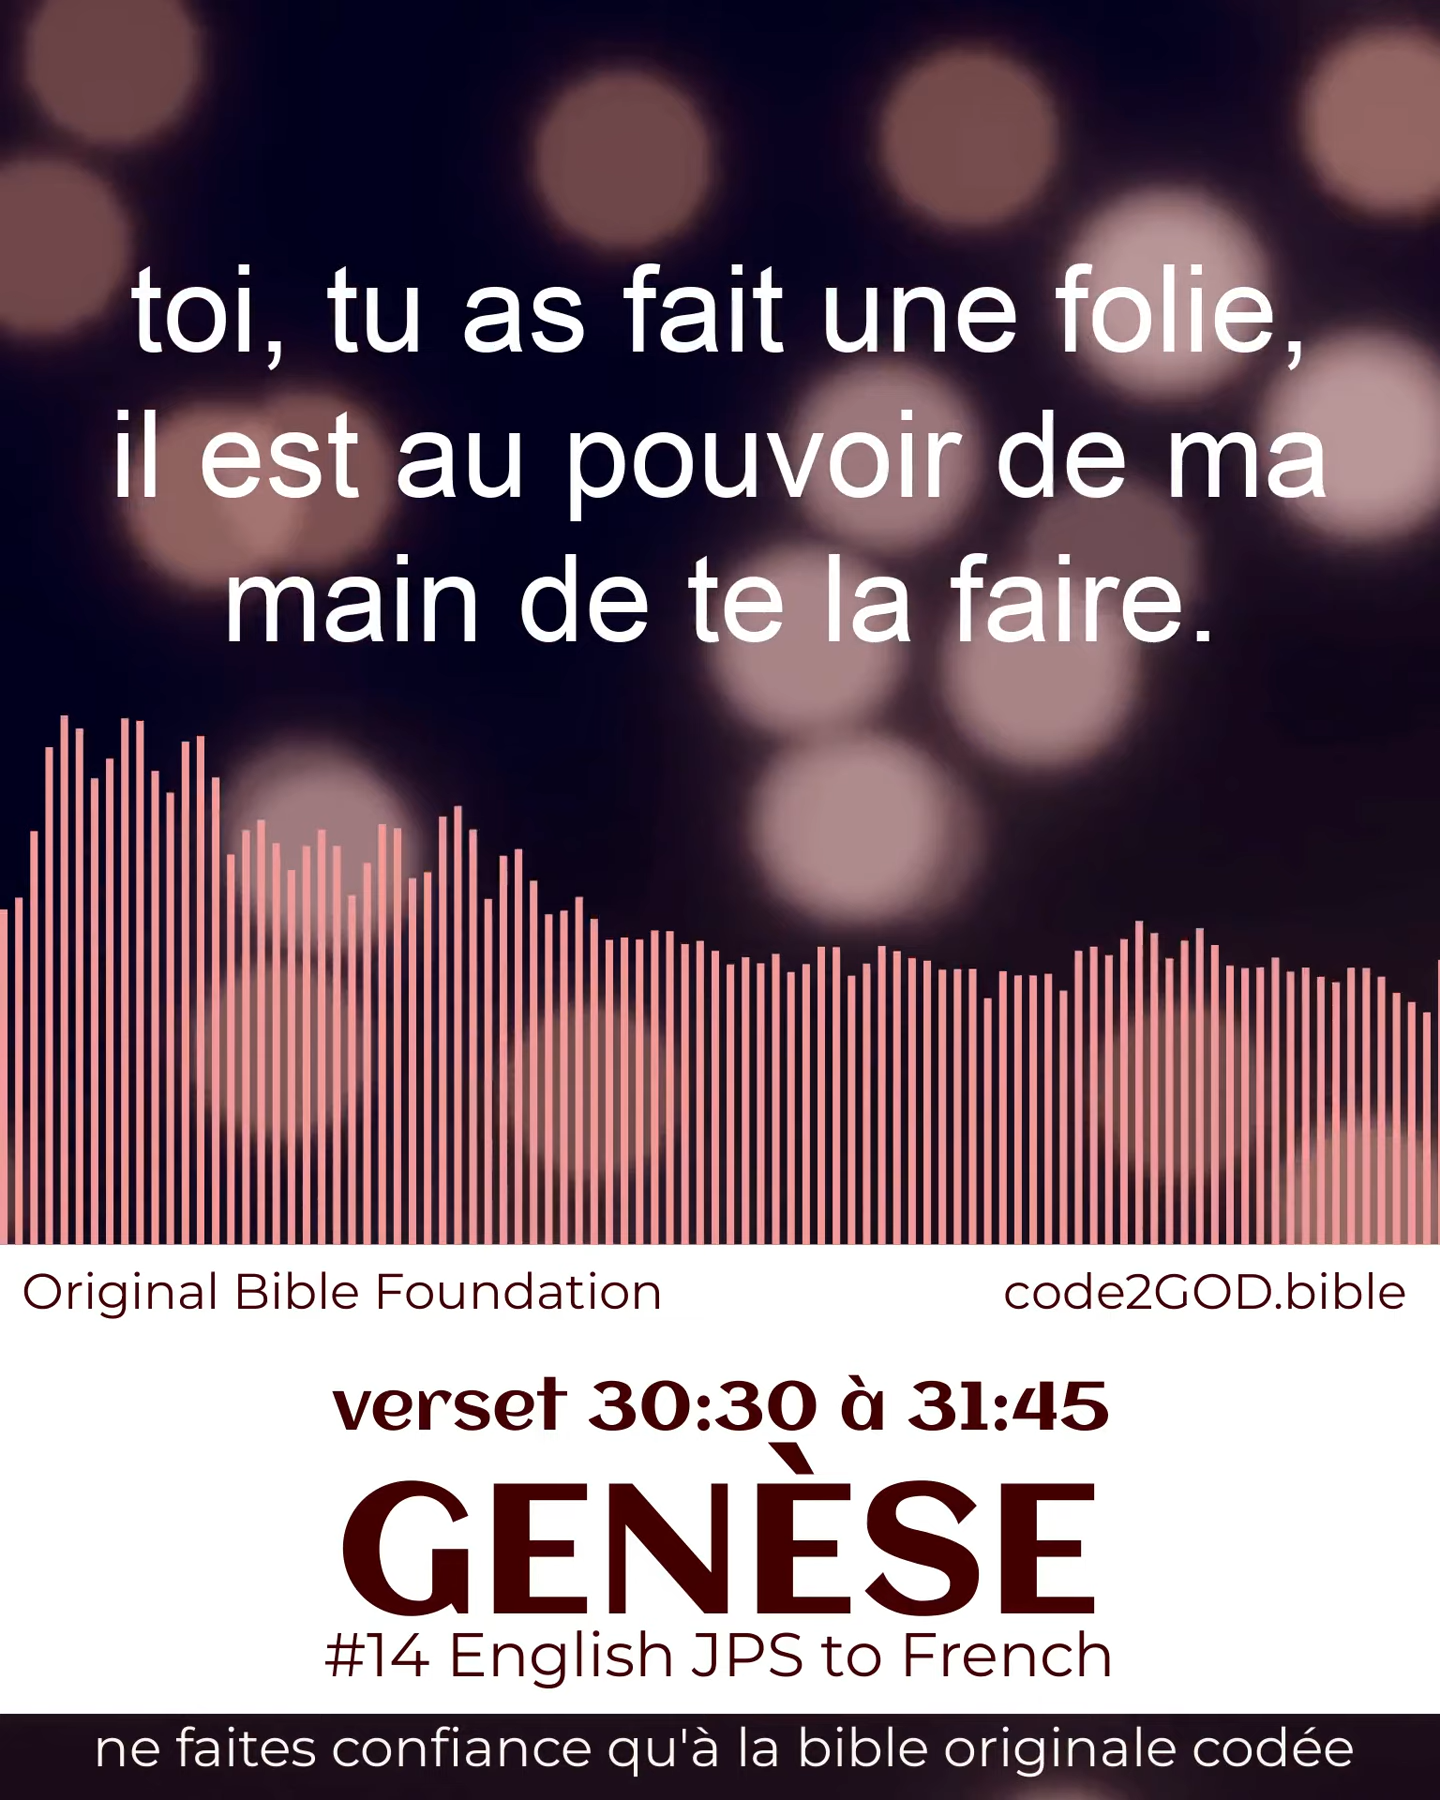 toi, tu as fait une folie,
il est au pouvoir de ma
main de te la faire.
Original Bible Foundation
code2GOD.bible
verset 30:30 à 31:45
GENÈSE
#14 English JPS to French
ne faites confiance qu'à la bible originale codée